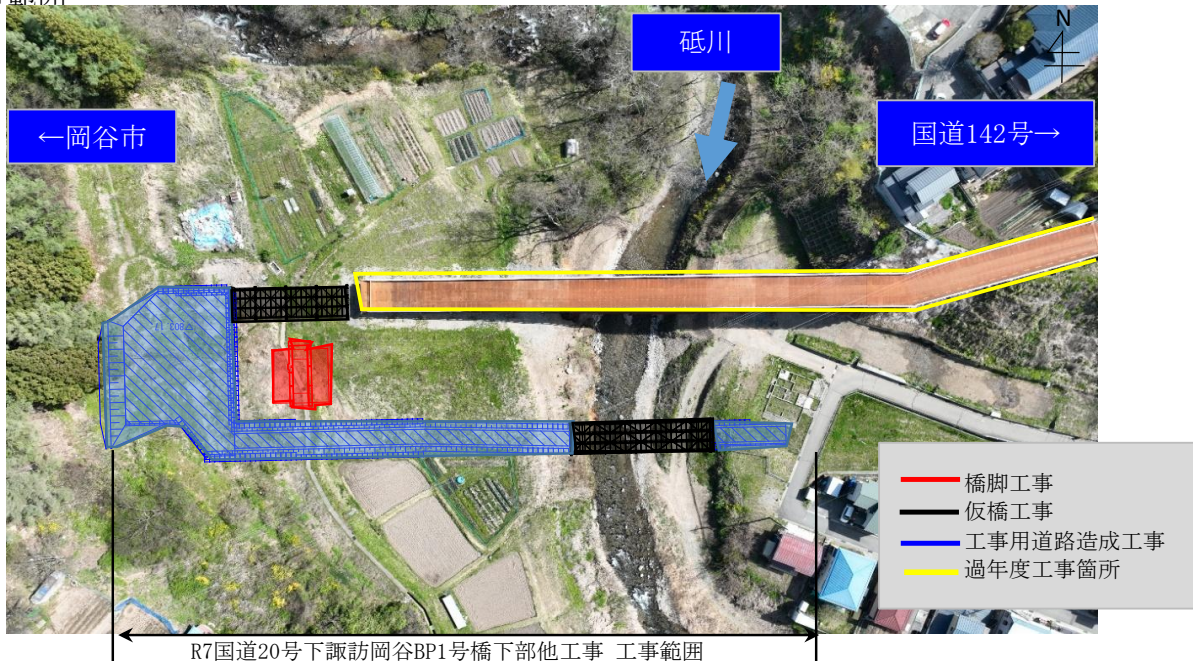 砥川
N
←岡谷市
国道142号→
橋脚工事
仮橋工事
工事用道路造成工事
過年度工事箇所
R7国道20号下諏訪岡谷BP1号橋下部他工事 工事範囲